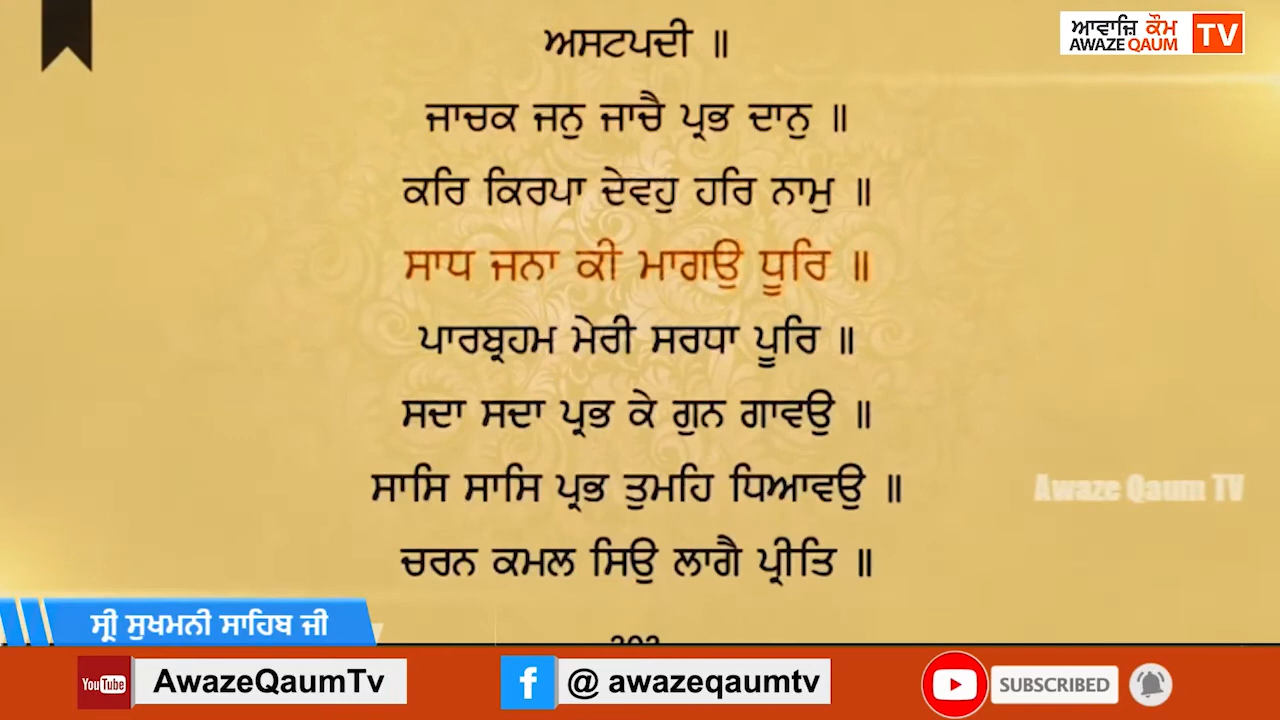 ਆਵਾਜ਼ਿ ਕੌਮ
AWAZE QAUM TV
ਅਸਟਪਦੀ ॥
ਜਾਚਕ ਜਨੁ ਜਾਚੈ ਪ੍ਰਭ ਦਾਨੁ ॥
ਕਰਿ ਕਿਰਪਾ ਦੇਵਹੁ ਹਰਿ ਨਾਮੁ ॥
ਸਾਧ ਜਨਾ ਕੀ ਮਾਗਉ ਧੂਰਿ ॥
ਪਾਰਬ੍ਰਹਮ ਮੇਰੀ ਸਰਧਾ ਪੂਰਿ ॥
ਸਦਾ ਸਦਾ ਪ੍ਰਭ ਕੇ ਗੁਨ ਗਾਵਉ ॥
ਸਾਸਿ ਸਾਸਿ ਪ੍ਰਭ ਤੁਮਹਿ ਧਿਆਵਉ ॥
Awaze Qaum TV
ਚਰਨ ਕਮਲ ਸਿਉ ਲਾਗੈ ਪ੍ਰੀਤਿ ॥
ਸ੍ਰੀ ਸੁਖਮਨੀ ਸਾਹਿਬ ਜੀ
YouTube AwazeQaumTv
f @ awazeqaumtv
SUBSCRIBED